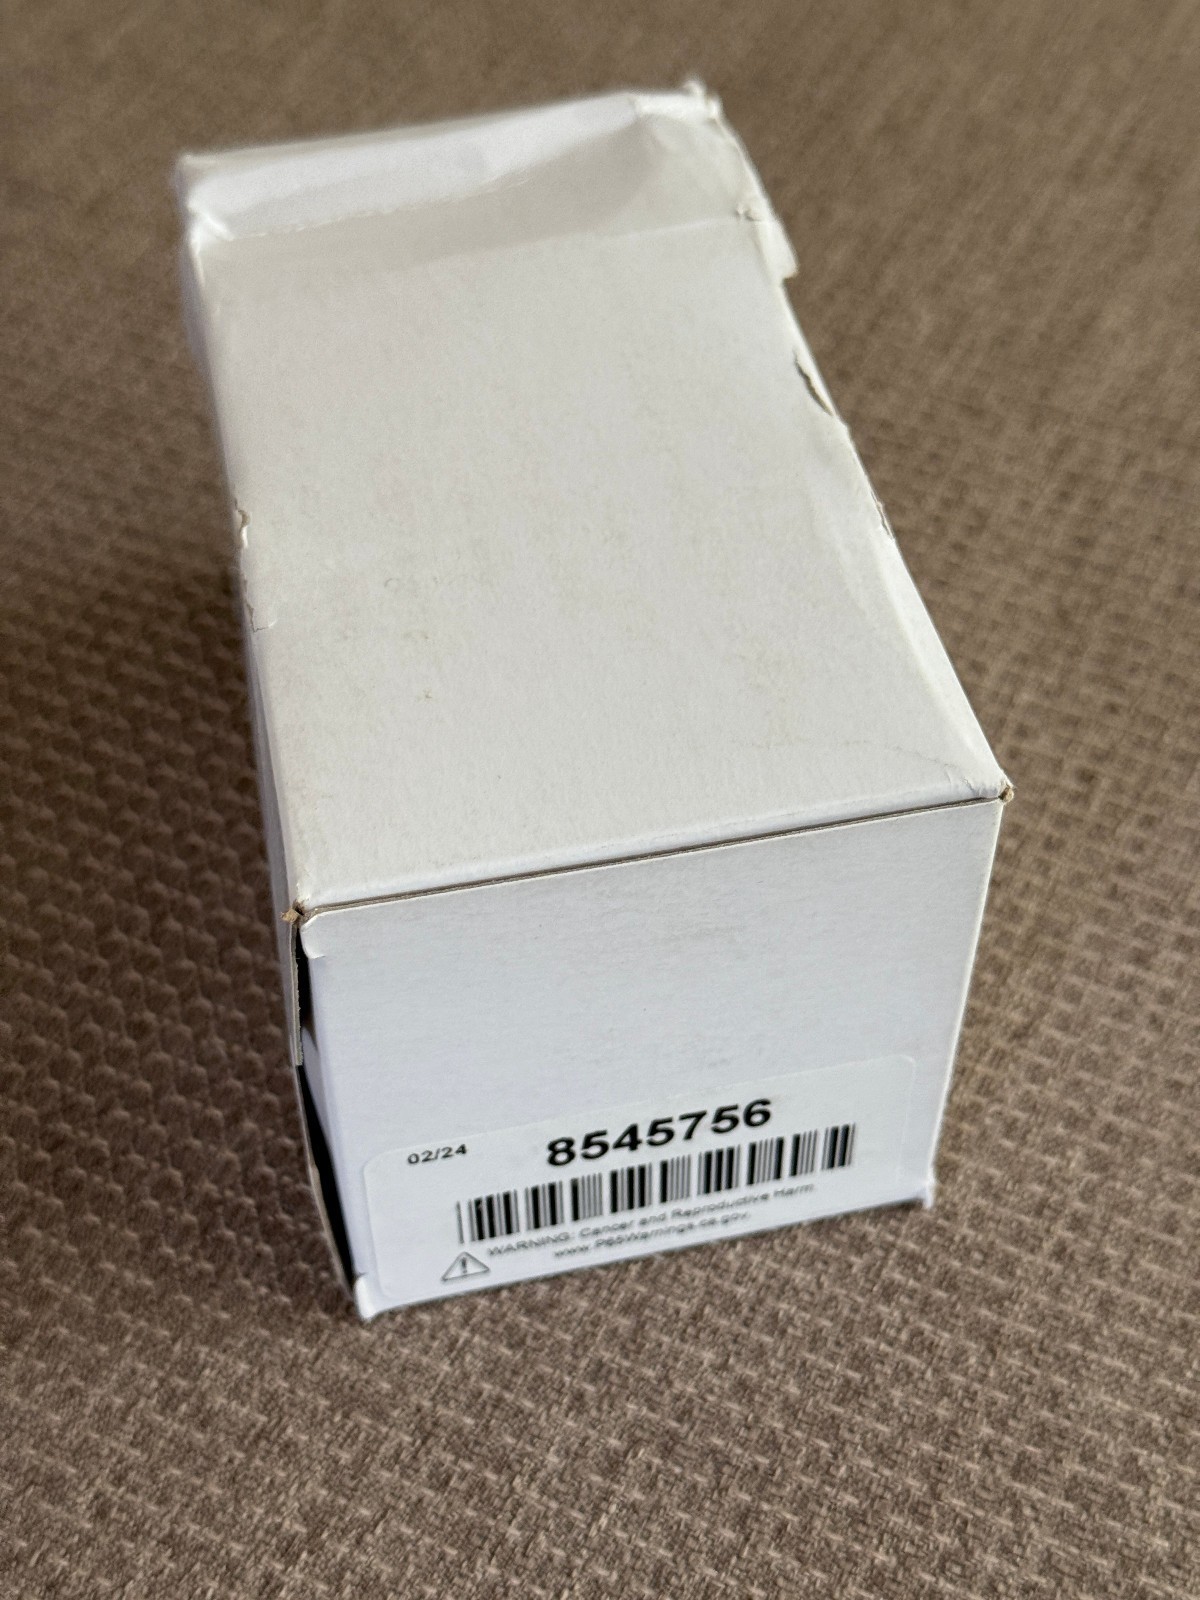 02/24
8545756
WARNING: Cancer and Reproductive Harm.
www.P65Warnings.ca.gov.